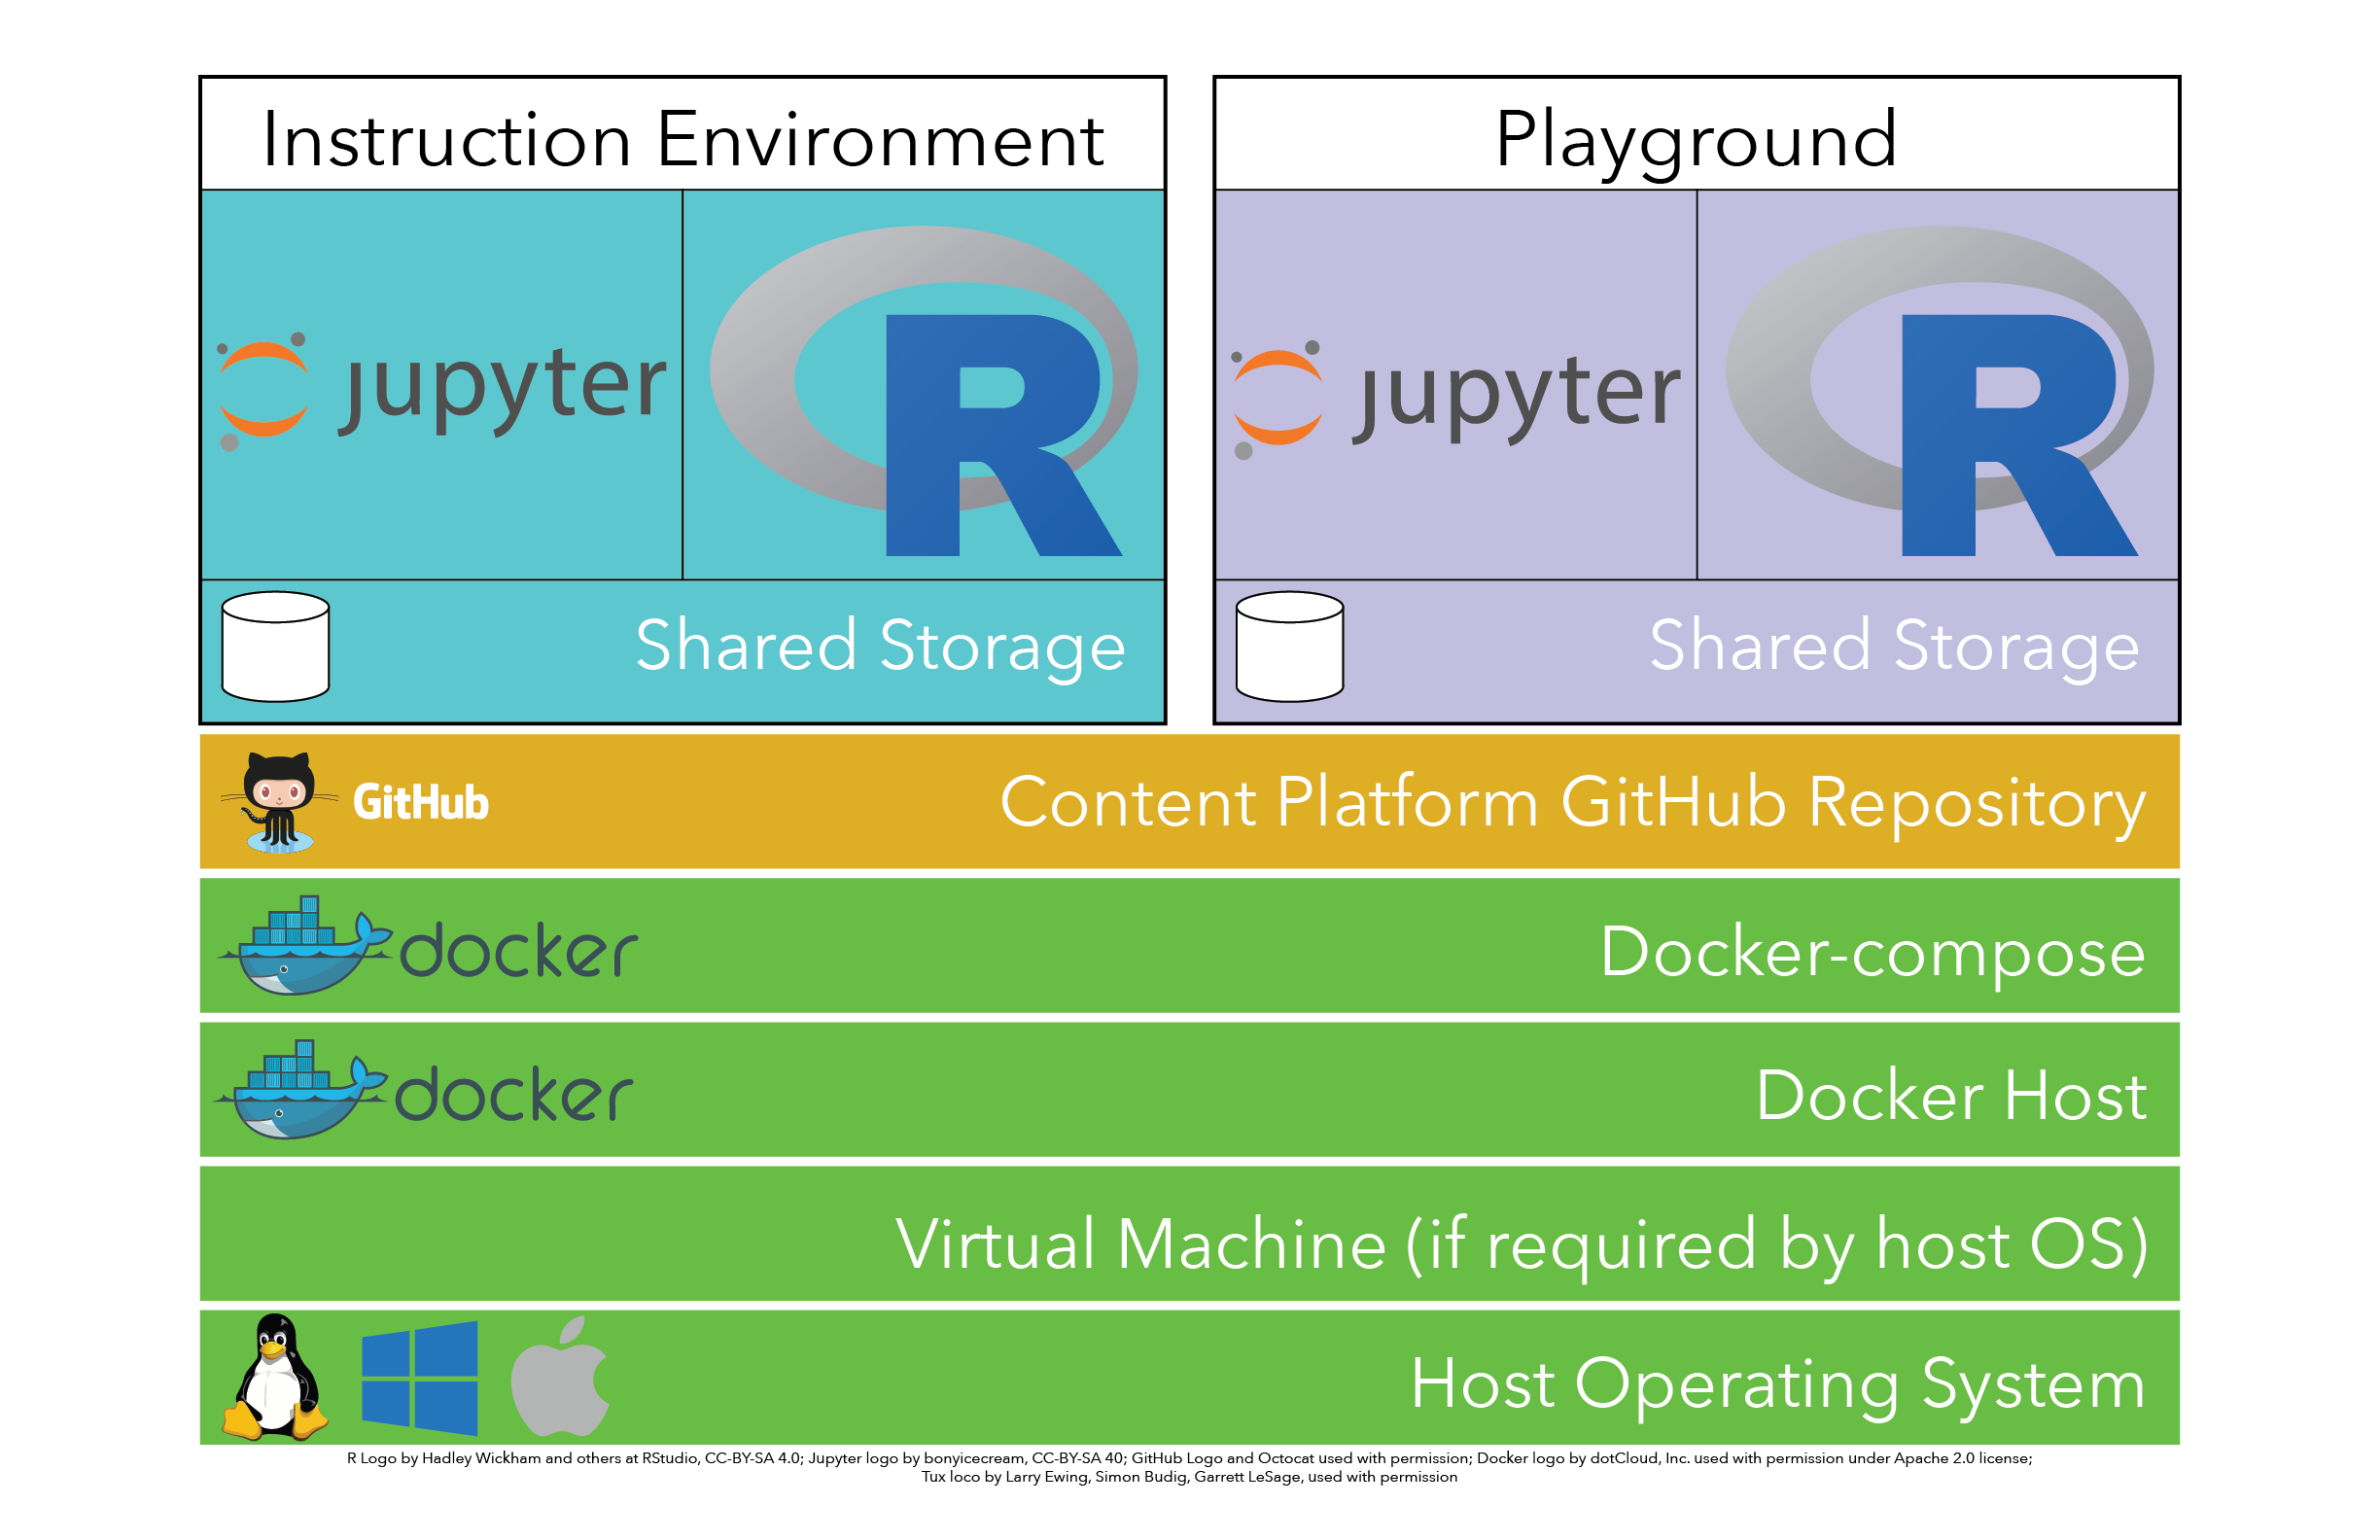 Instruction Environment
Playground
jupyter
R
jupyter
R
Shared Storage
Shared Storage
GitHub
Content Platform GitHub Repository
docker
Docker-compose
docker
Docker Host
Virtual Machine (if required by host OS)
Host Operating System
R Logo by Hadley Wickham and others at RStudio, CC-BY-SA 4.0; Jupyter logo by bonyicecream, CC-BY-SA 40; GitHub Logo and Octocat used with permission; Docker logo by dotCloud, Inc. used with permission under Apache 2.0 license;
Tux loco by Larry Ewing, Simon Budig, Garrett LeSage, used with permission